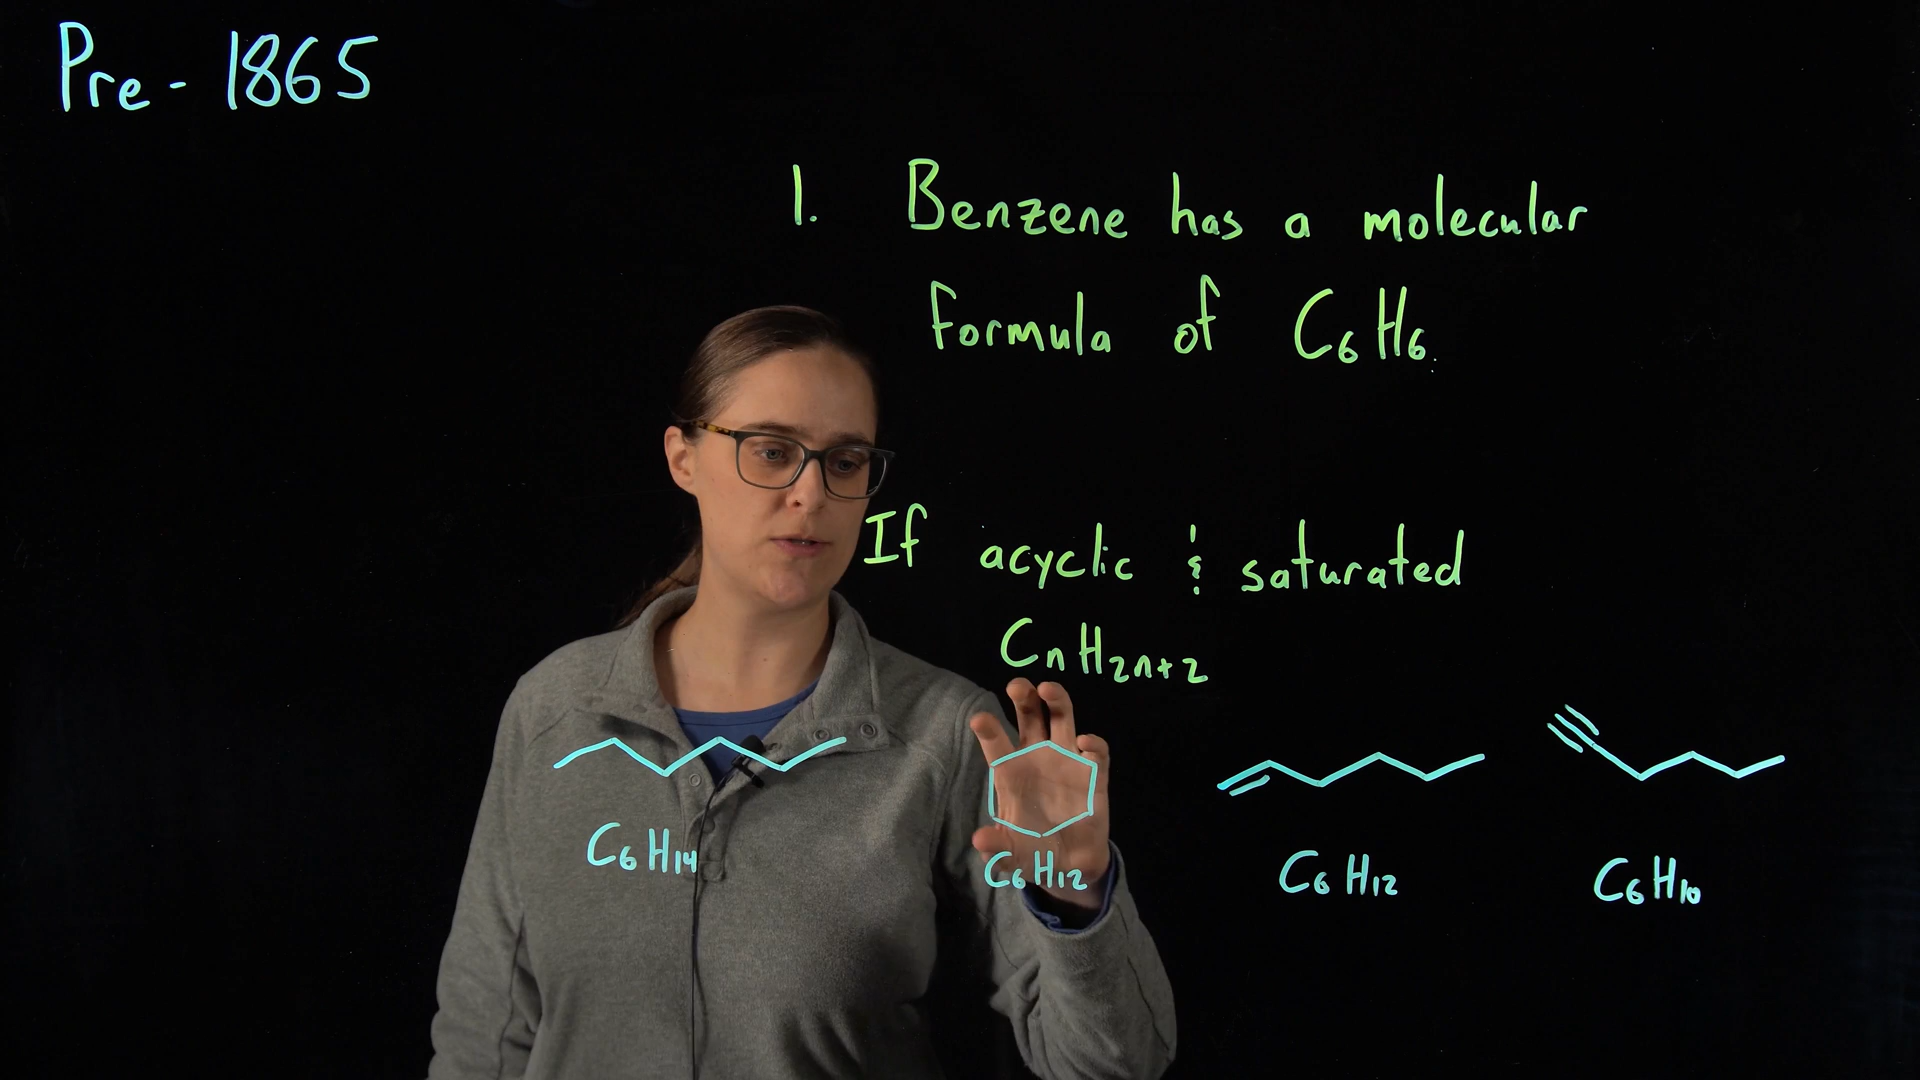 Pre - 1865
1. Benzene has a molecular
formula of C₆H₆.
If acyclic & saturated
CₙH₂ₙ₊₂
C₆H₁₄ C₆H₁₂ C₆H₁₂ C₆H₁₀